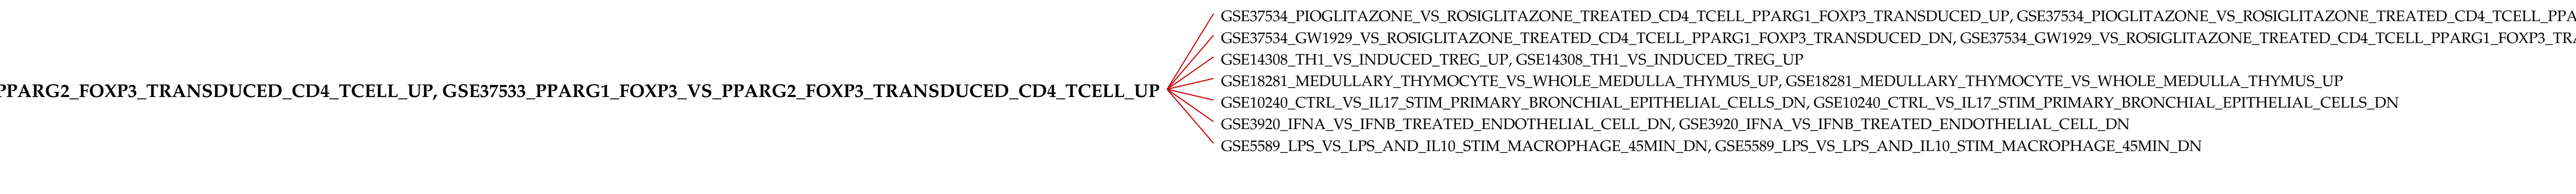 GSE37534_PIOGLITAZONE_VS_ROSIGLITAZONE_TREATED_CD4_TCELL_PPARG1_FOXP3_TRANSDUCED_UP, GSE37534_PIOGLITAZONE_VS_ROSIGLITAZONE_TREATED_CD4_TCELL_PPA
GSE37534_GW1929_VS_ROSIGLITAZONE_TREATED_CD4_TCELL_PPARG1_FOXP3_TRANSDUCED_DN, GSE37534_GW1929_VS_ROSIGLITAZONE_TREATED_CD4_TCELL_PPARG1_FOXP3_TRA
GSE14308_TH1_VS_INDUCED_TREG_UP, GSE14308_TH1_VS_INDUCED_TREG_UP
GSE18281_MEDULLARY_THYMOCYTE_VS_WHOLE_MEDULLA_THYMUS_UP, GSE18281_MEDULLARY_THYMOCYTE_VS_WHOLE_MEDULLA_THYMUS_UP
PPARG2_FOXP3_TRANSDUCED_CD4_TCELL_UP, GSE37533_PPARG1_FOXP3_VS_PPARG2_FOXP3_TRANSDUCED_CD4_TCELL_UP
GSE10240_CTRL_VS_IL17_STIM_PRIMARY_BRONCHIAL_EPITHELIAL_CELLS_DN, GSE10240_CTRL_VS_IL17_STIM_PRIMARY_BRONCHIAL_EPITHELIAL_CELLS_DN
GSE3920_IFNA_VS_IFNB_TREATED_ENDOTHELIAL_CELL_DN, GSE3920_IFNA_VS_IFNB_TREATED_ENDOTHELIAL_CELL_DN
GSE5589_LPS_VS_LPS_AND_IL10_STIM_MACROPHAGE_45MIN_DN, GSE5589_LPS_VS_LPS_AND_IL10_STIM_MACROPHAGE_45MIN_DN